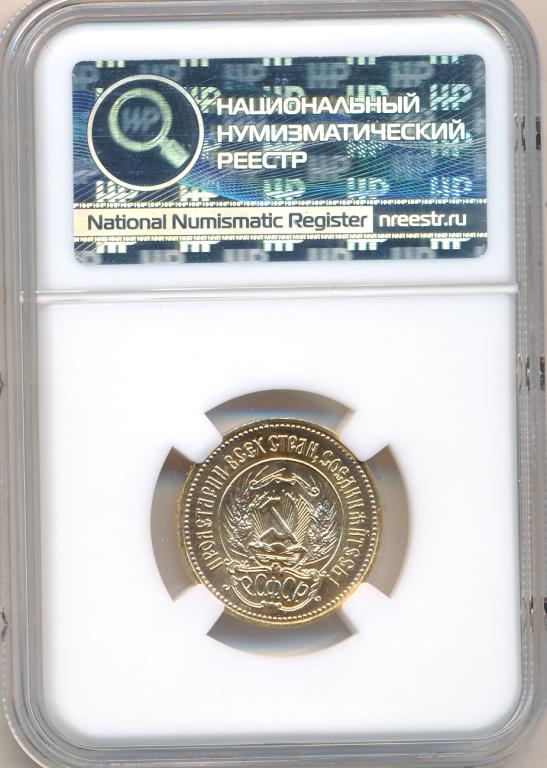 НАЦИОНАЛЬНЫЙ
НУМИЗМАТИЧЕСКИЙ
РЕЕСТР
National Numismatic Register nreestr.ru
ПРОЛЕТАРИИ ВСЕХ СТРАН, СОЕДИНЯЙТЕСЬ!
Р.С.Ф.С.Р.